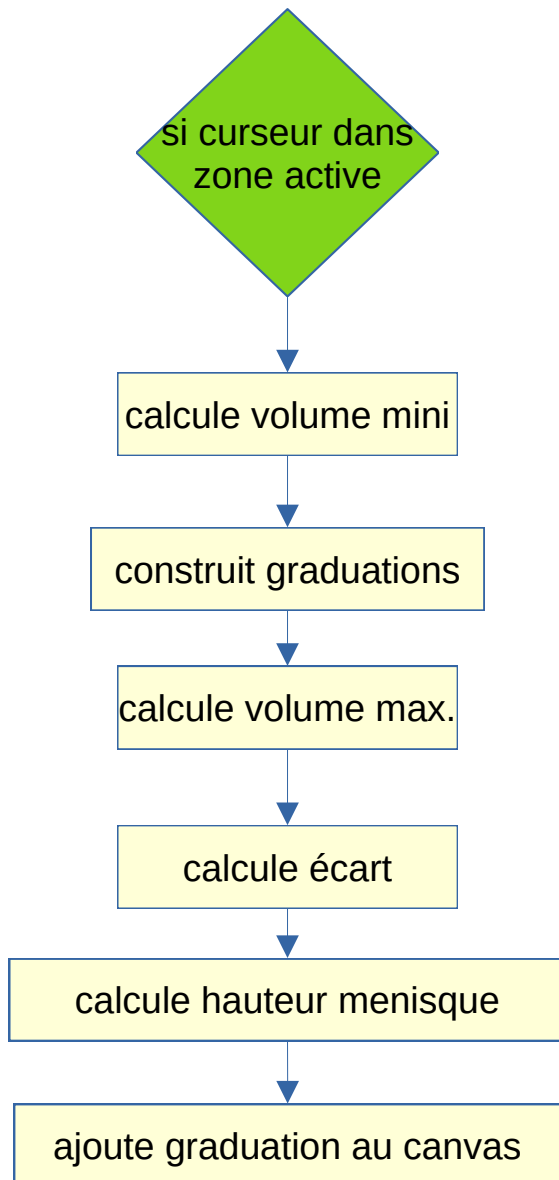 si curseur dans
zone active
calcule volume mini
construit graduations
calcule volume max.
calcule écart
calcule hauteur menisque
ajoute graduation au canvas